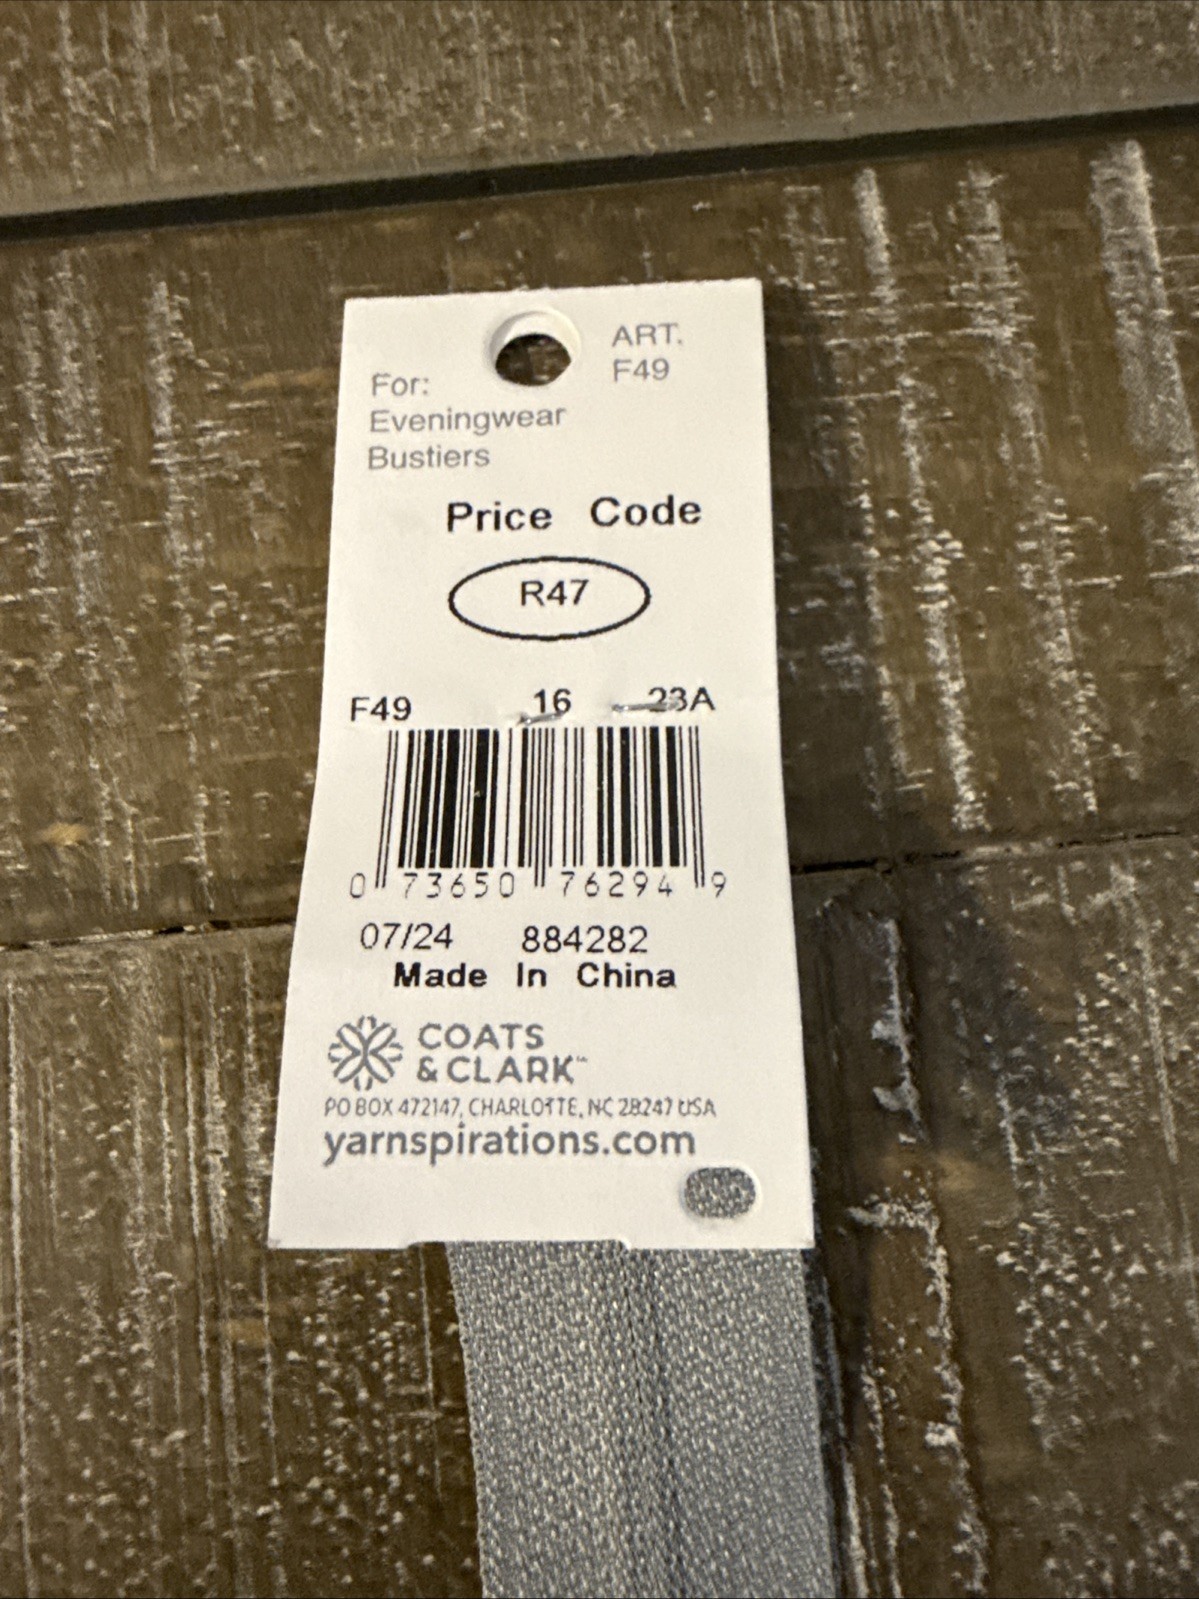 ART.
F49
For:
Eveningwear
Bustiers
Price Code
R47
F49 16 23A
0 73650 76294 9
07/24 884282
Made In China
COATS
& CLARK™
PO BOX 472147, CHARLOTTE, NC 28247 USA
yarnspirations.com